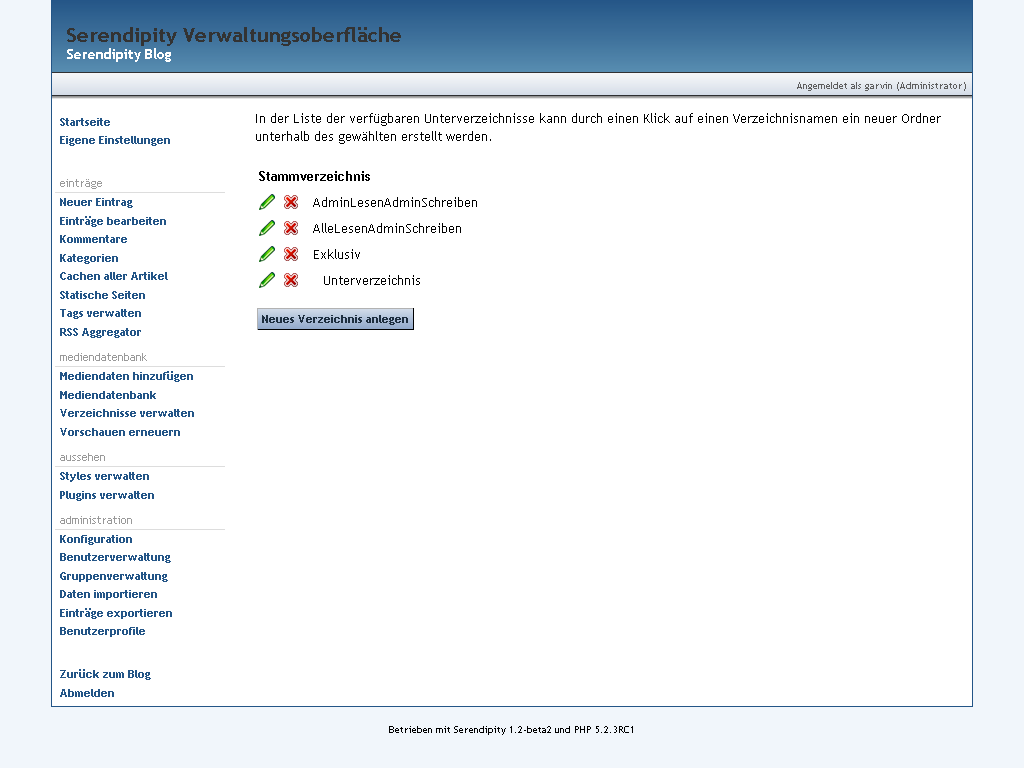 Serendipity Verwaltungsoberfläche
Serendipity Blog
Angemeldet als garvin (Administrator)
Startseite
Eigene Einstellungen
einträge
Neuer Eintrag
Einträge bearbeiten
Kommentare
Kategorien
Cachen aller Artikel
Statische Seiten
Tags verwalten
RSS Aggregator
mediendatenbank
Mediendaten hinzufügen
Mediendatenbank
Verzeichnisse verwalten
Vorschauen erneuern
aussehen
Styles verwalten
Plugins verwalten
administration
Konfiguration
Benutzerverwaltung
Gruppenverwaltung
Daten importieren
Einträge exportieren
Benutzerprofile
Zurück zum Blog
Abmelden
In der Liste der verfügbaren Unterverzeichnisse kann durch einen Klick auf einen Verzeichnisnamen ein neuer Ordner
unterhalb des gewählten erstellt werden.
Stammverzeichnis
AdminLesenAdminSchreiben
AlleLesenAdminSchreiben
Exklusiv
Unterverzeichnis
Neues Verzeichnis anlegen
Betrieben mit Serendipity 1.2-beta2 und PHP 5.2.3RC1